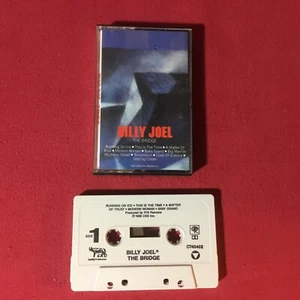 BILLY JOEL
THE BRIDGE
Running on Ice • This Is The Time • A Matter Of
Trust • Modern Woman • Baby Grand • Big Man On
Mulberry Street • Temptation • Code Of Silence •
Getting Closer
RUNNING ON ICE • THIS IS THE TIME • A MATTER
OF TRUST • MODERN WOMAN • BABY GRAND
Produced by Phil Ramone
1
BILLY JOEL®
THE BRIDGE